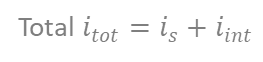 Total i_tot = i_s + i_int